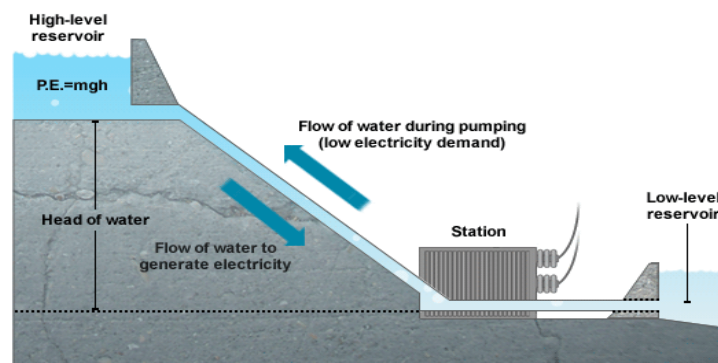 High-level
reservoir
P.E.=mgh
Flow of water during pumping
(low electricity demand)
Low-level
reservoir
Head of water
Station
Flow of water to
generate electricity